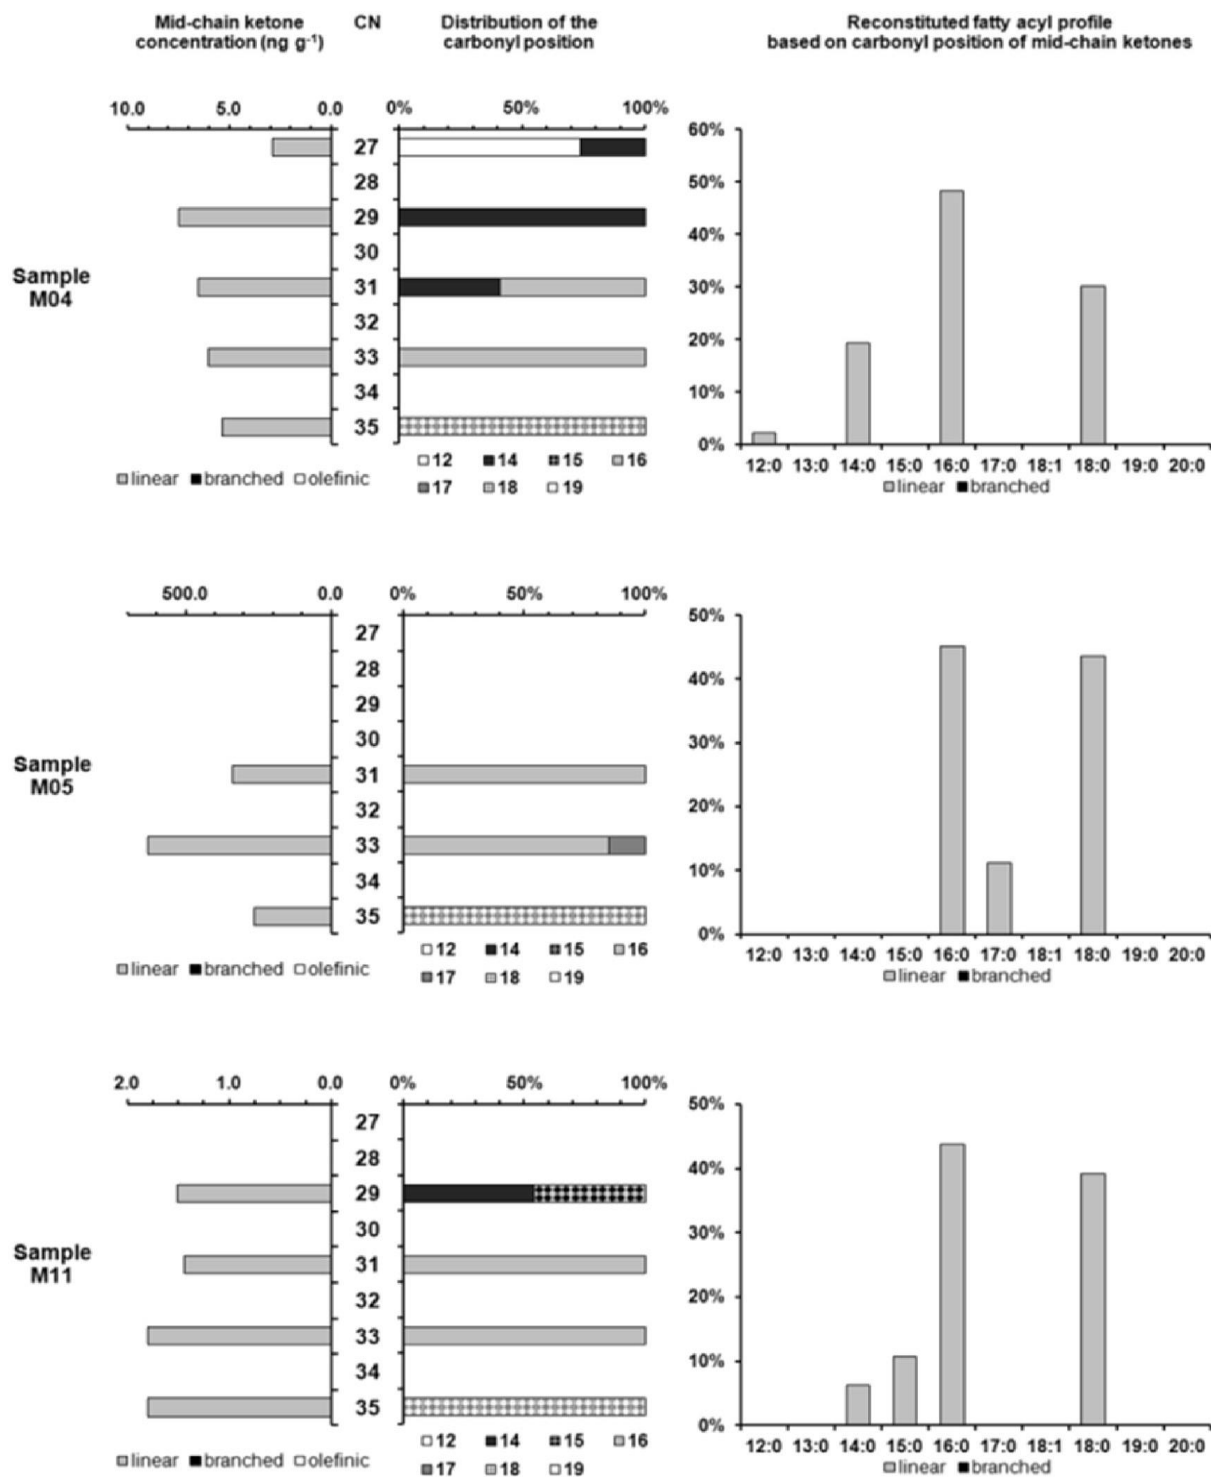 Mid-chain ketone CN Distribution of the Reconstituted fatty acyl profile
concentration (ng g⁻¹) carbonyl position based on carbonyl position of mid-chain ketones
10.0 5.0 0.0 0% 50% 100%
Sample
M04
27
28
29
30
31
32
33
34
35
60%
50%
40%
30%
20%
10%
0%
12:0 13:0 14:0 15:0 16:0 17:0 18:1 18:0 19:0 20:0
linear branched olefinic
12 14 15 16
17 18 19
linear branched
500.0 0.0 0% 50% 100%
Sample
M05
27
28
29
30
31
32
33
34
35
50%
40%
30%
20%
10%
0%
12:0 13:0 14:0 15:0 16:0 17:0 18:1 18:0 19:0 20:0
linear branched olefinic
12 14 15 16
17 18 19
linear branched
2.0 1.0 0.0 0% 50% 100%
Sample
M11
27
28
29
30
31
32
33
34
35
50%
40%
30%
20%
10%
0%
12:0 13:0 14:0 15:0 16:0 17:0 18:1 18:0 19:0 20:0
linear branched olefinic
12 14 15 16
17 18 19
linear branched